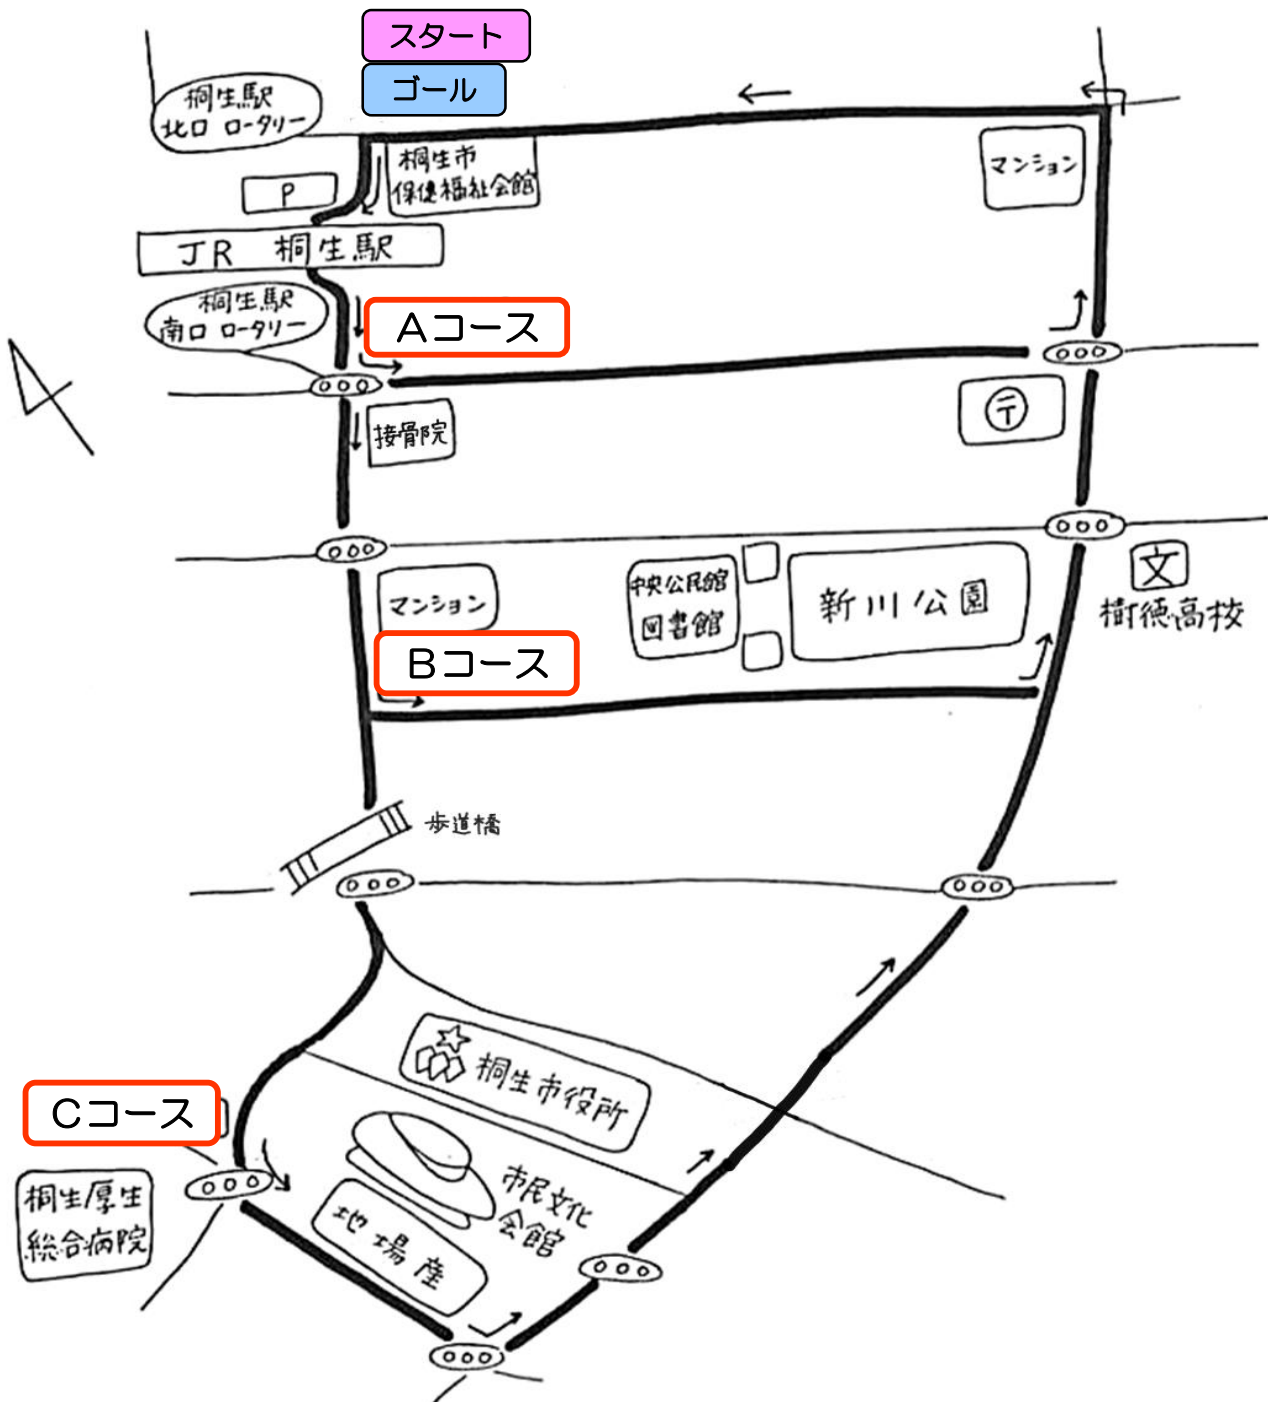 スタート
ゴール
桐生駅
北口 ロータリー
桐生市
保健福祉会館
マンション
P
JR 桐生駅
桐生駅
南口 ロータリー
Aコース
接骨院
〒
マンション
中央公民館
図書館
新川公園
文
樹徳高校
Bコース
歩道橋
桐生市役所
Cコース
市民文化
会館
桐生厚生
総合病院
地場産